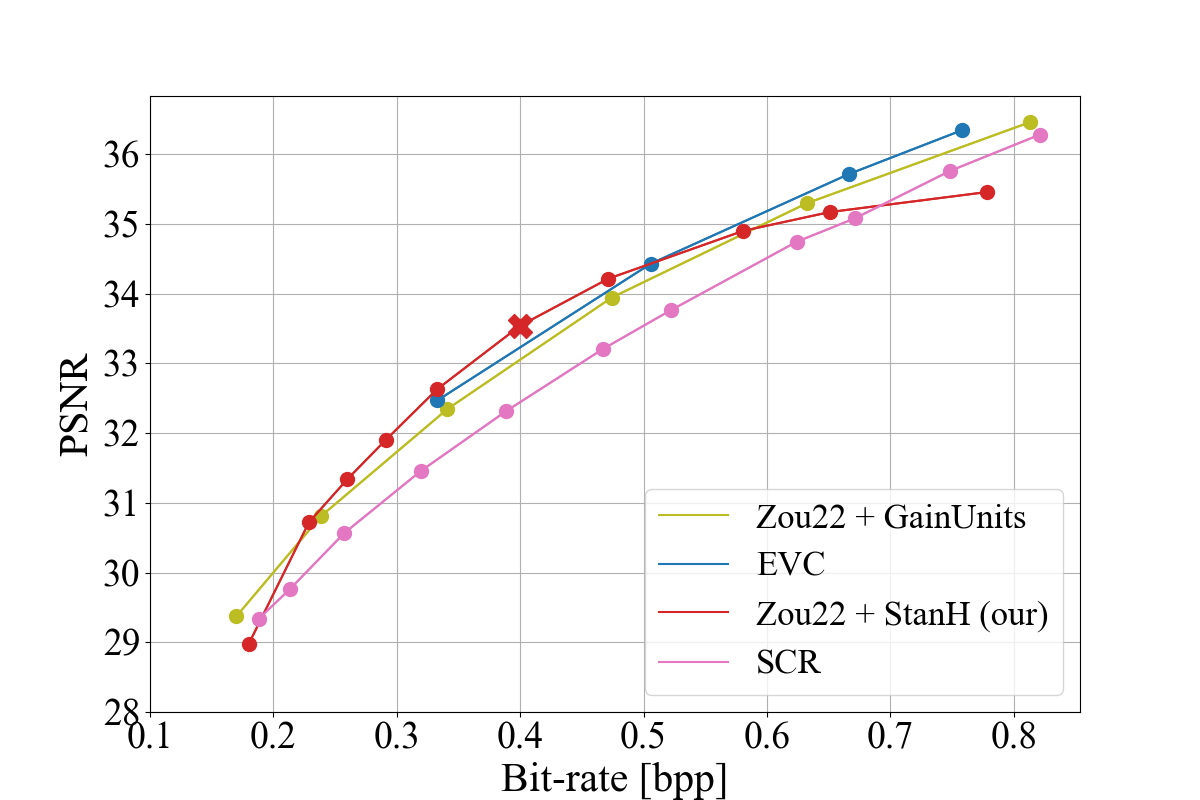 36
35
34
33
32
31
30
29
28
PSNR
0.1 0.2 0.3 0.4 0.5 0.6 0.7 0.8
Bit-rate [bpp]
Zou22 + GainUnits
EVC
Zou22 + StanH (our)
SCR